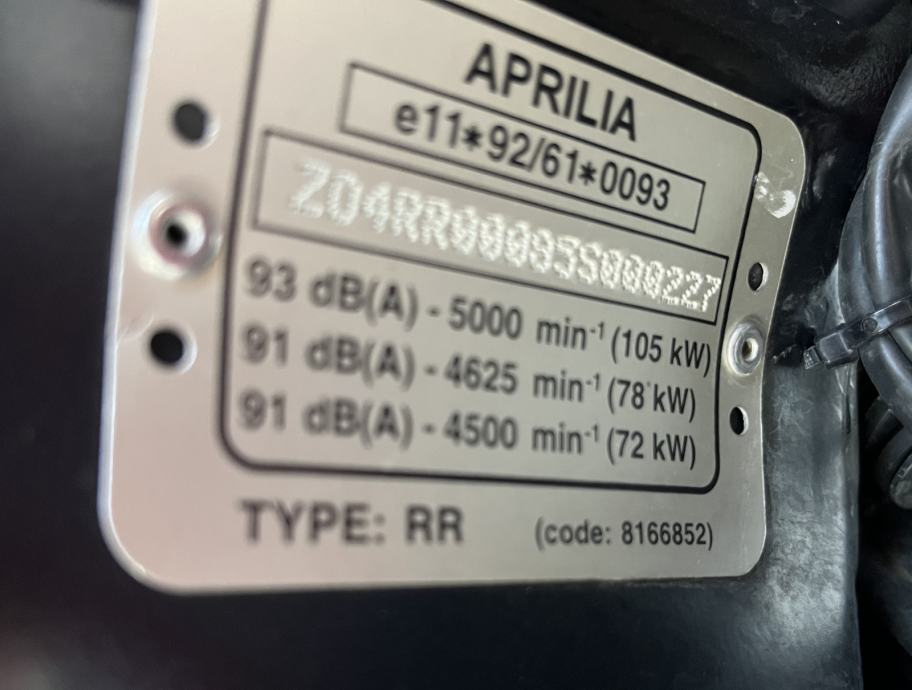 APRILIA
e11*92/61*0093
ZD4RR00095S000227
93 dB(A) - 5000 min-1 (105 kW)
91 dB(A) - 4625 min-1 (78 kW)
91 dB(A) - 4500 min-1 (72 kW)
TYPE: RR (code: 8166852)